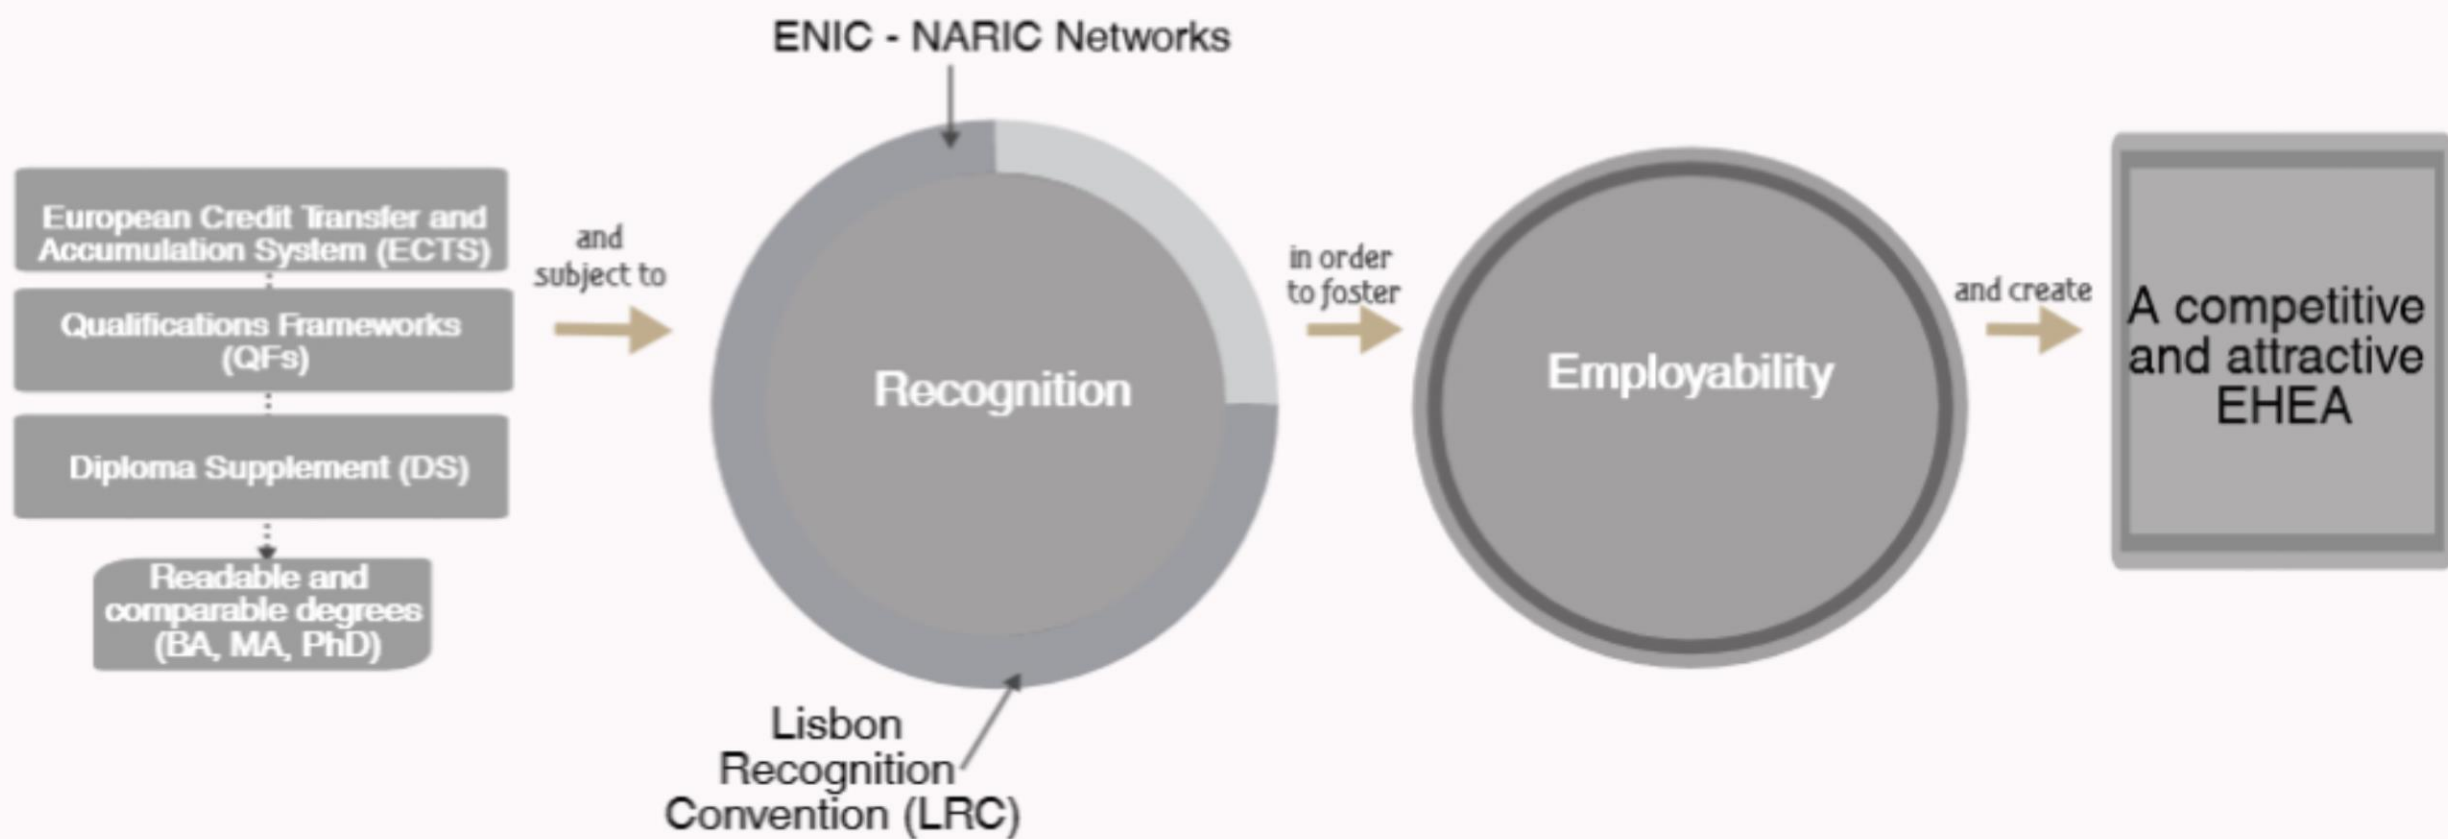 ENIC - NARIC Networks
European Credit Transfer and
Accumulation System (ECTS)
Qualifications Frameworks
(QFs)
Diploma Supplement (DS)
Readable and
comparable degrees
(BA, MA, PhD)
and
subject to
Recognition
Lisbon
Recognition
Convention (LRC)
in order
to foster
Employability
and create
A competitive
and attractive
EHEA